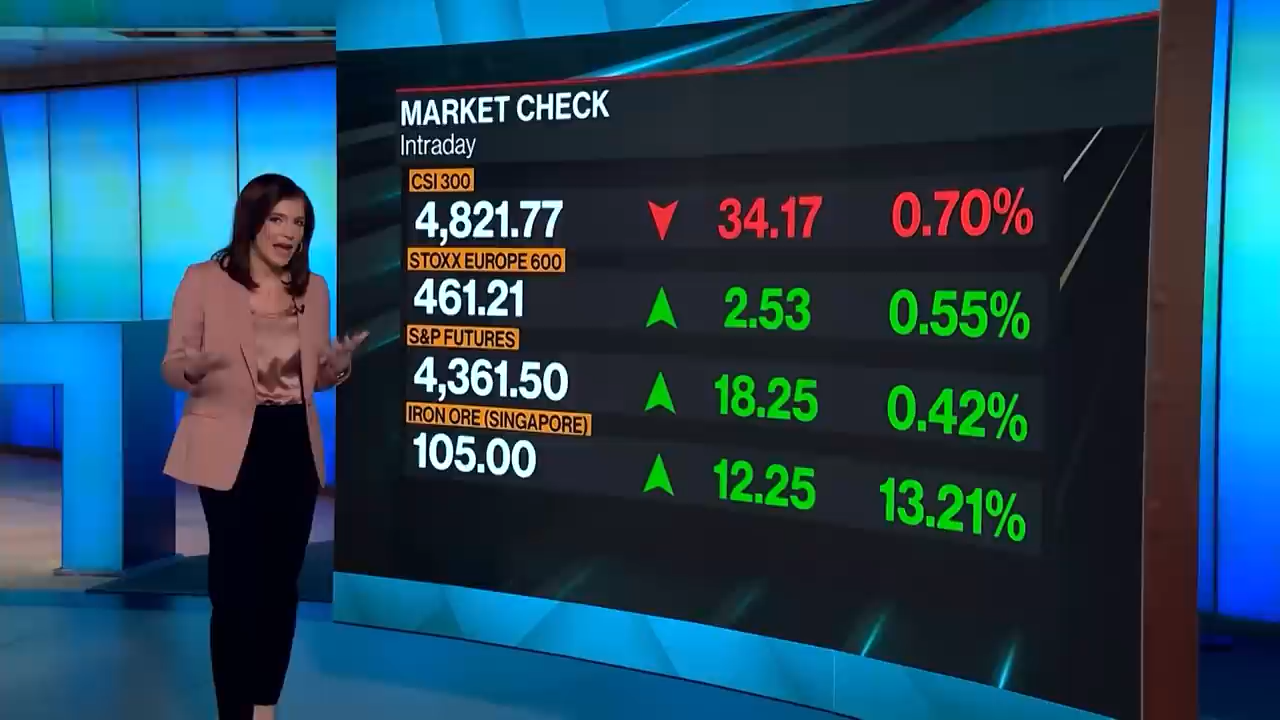 MARKET CHECK
Intraday
CSI 300
4,821.77 34.17 0.70%
STOXX EUROPE 600
461.21 2.53 0.55%
S&P FUTURES
4,361.50 18.25 0.42%
IRON ORE (SINGAPORE)
105.00 12.25 13.21%